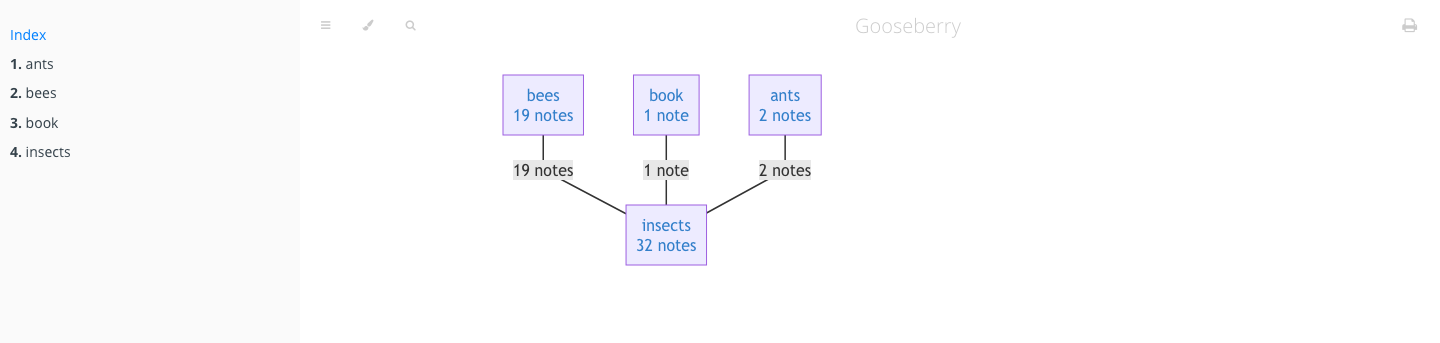 Index
1. ants
2. bees
3. book
4. insects
Gooseberry
bees
19 notes
book
1 note
ants
2 notes
19 notes
1 note
2 notes
insects
32 notes